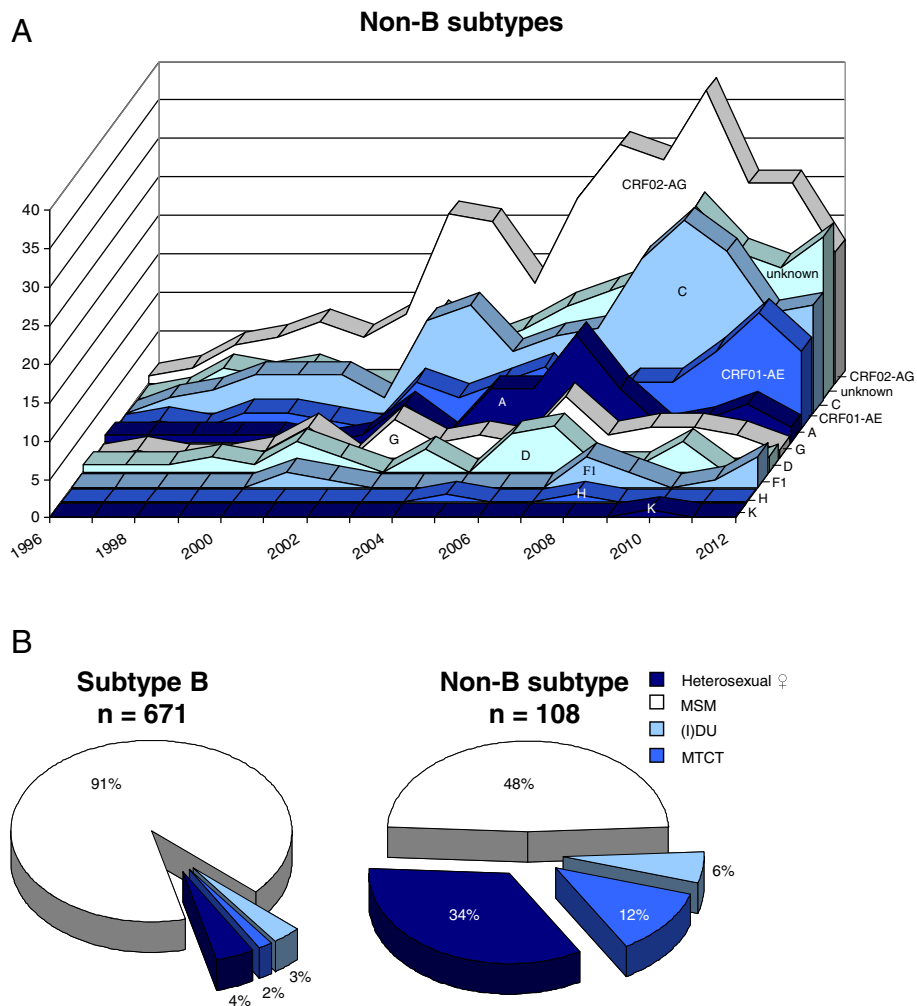 A
Non-B subtypes
40
35
30
25
20
15
10
5
0
1996
1998
2000
2002
2004
2006
2008
2010
2012
CRF02-AG
unknown
C
CRF01-AE
A
G
D
F1
H
K
CRF02-AG
unknown
C
CRF01-AE
A
G
D
F1
H
K
B
Subtype B
n = 671
91%
4%
2%
3%
Non-B subtype
n = 108
48%
6%
12%
34%
Heterosexual ♀
MSM
(I)DU
MTCT